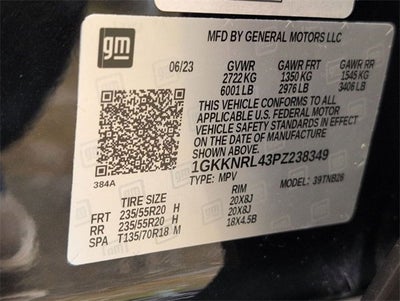 gm
MFD BY GENERAL MOTORS LLC
06/23 GVWR GAWR FRT GAWR RR
2722 KG 1350 KG 1545 KG
6001 LB 2976 LB 3406 LB
THIS VEHICLE CONFORMS TO ALL
APPLICABLE U.S. FEDERAL MOTOR
VEHICLE SAFETY STANDARDS IN EFFECT
ON THE DATE OF MANUFACTURE
SHOWN ABOVE.
1GKKNRL43PZ238349
384A TYPE: MPV MODEL: 39TNB26
TIRE SIZE RIM
FRT 235/55R20 H 20X8J
RR 235/55R20 H 20X8J
SPA T135/70R18 M 18X4.5B